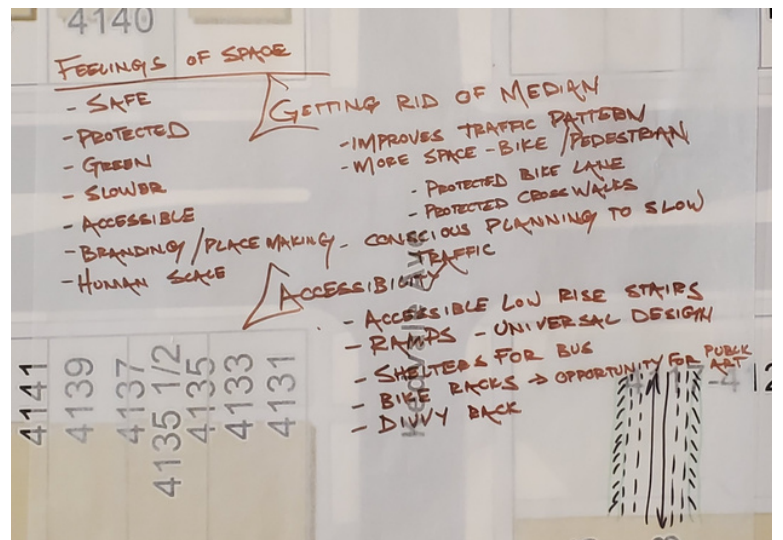 4140
FEELINGS OF SPACE
- SAFE
- PROTECTED
- GREEN
- SLOWER
- ACCESSIBLE
- BRANDING/PLACE MAKING
- HUMAN SCALE
GETTING RID OF MEDIAN
- IMPROVES TRAFFIC PATTERN
- MORE SPACE - BIKE/PEDESTRIAN
- PROTECTED BIKE LANE
- PROTECTED CROSSWALKS
- CONSCIOUS PLANNING TO SLOW
TRAFFIC
ACCESSIBILITY
- ACCESSIBLE LOW RISE STAIRS
- RAMPS - UNIVERSAL DESIGN
- SHELTERS FOR BUS
- BIKE RACKS → OPPORTUNITY FOR PUBLIC ART
- DIVVY BACK
4141
4139
4137
4135 1/2
4135
4133
4131